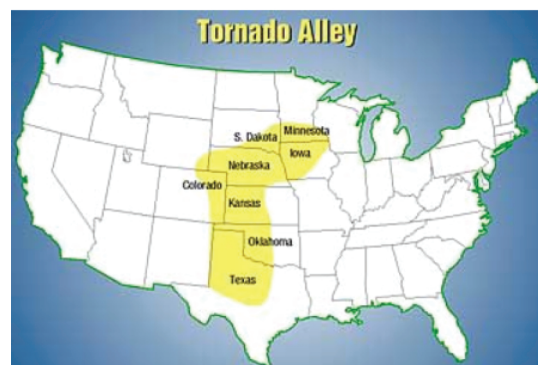 Tornado Alley
S. Dakota
Minnesota
Iowa
Nebraska
Colorado
Kansas
Oklahoma
Texas